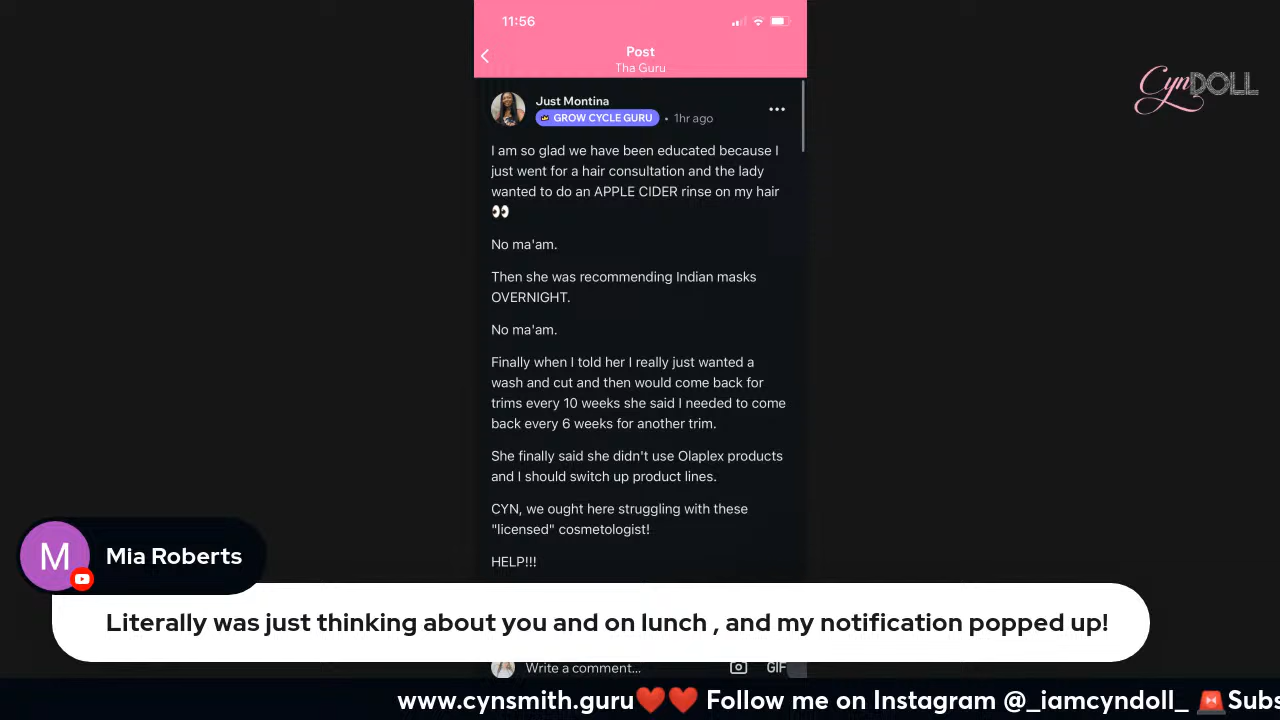 11:56
Post
Tha Guru
CynDOLL
Just Montina
GROW CYCLE GURU • 1hr ago
I am so glad we have been educated because I
just went for a hair consultation and the lady
wanted to do an APPLE CIDER rinse on my hair
👀
No ma'am.
Then she was recommending Indian masks
OVERNIGHT.
No ma'am.
Finally when I told her I really just wanted a
wash and cut and then would come back for
trims every 10 weeks she said I needed to come
back every 6 weeks for another trim.
She finally said she didn't use Olaplex products
and I should switch up product lines.
CYN, we ought here struggling with these
"licensed" cosmetologist!
HELP!!!
M
Mia Roberts
Literally was just thinking about you and on lunch , and my notification popped up!
Write a comment...
GIF
www.cynsmith.guru❤️❤️ Follow me on Instagram @_iamcyndoll_ 🚨Subs